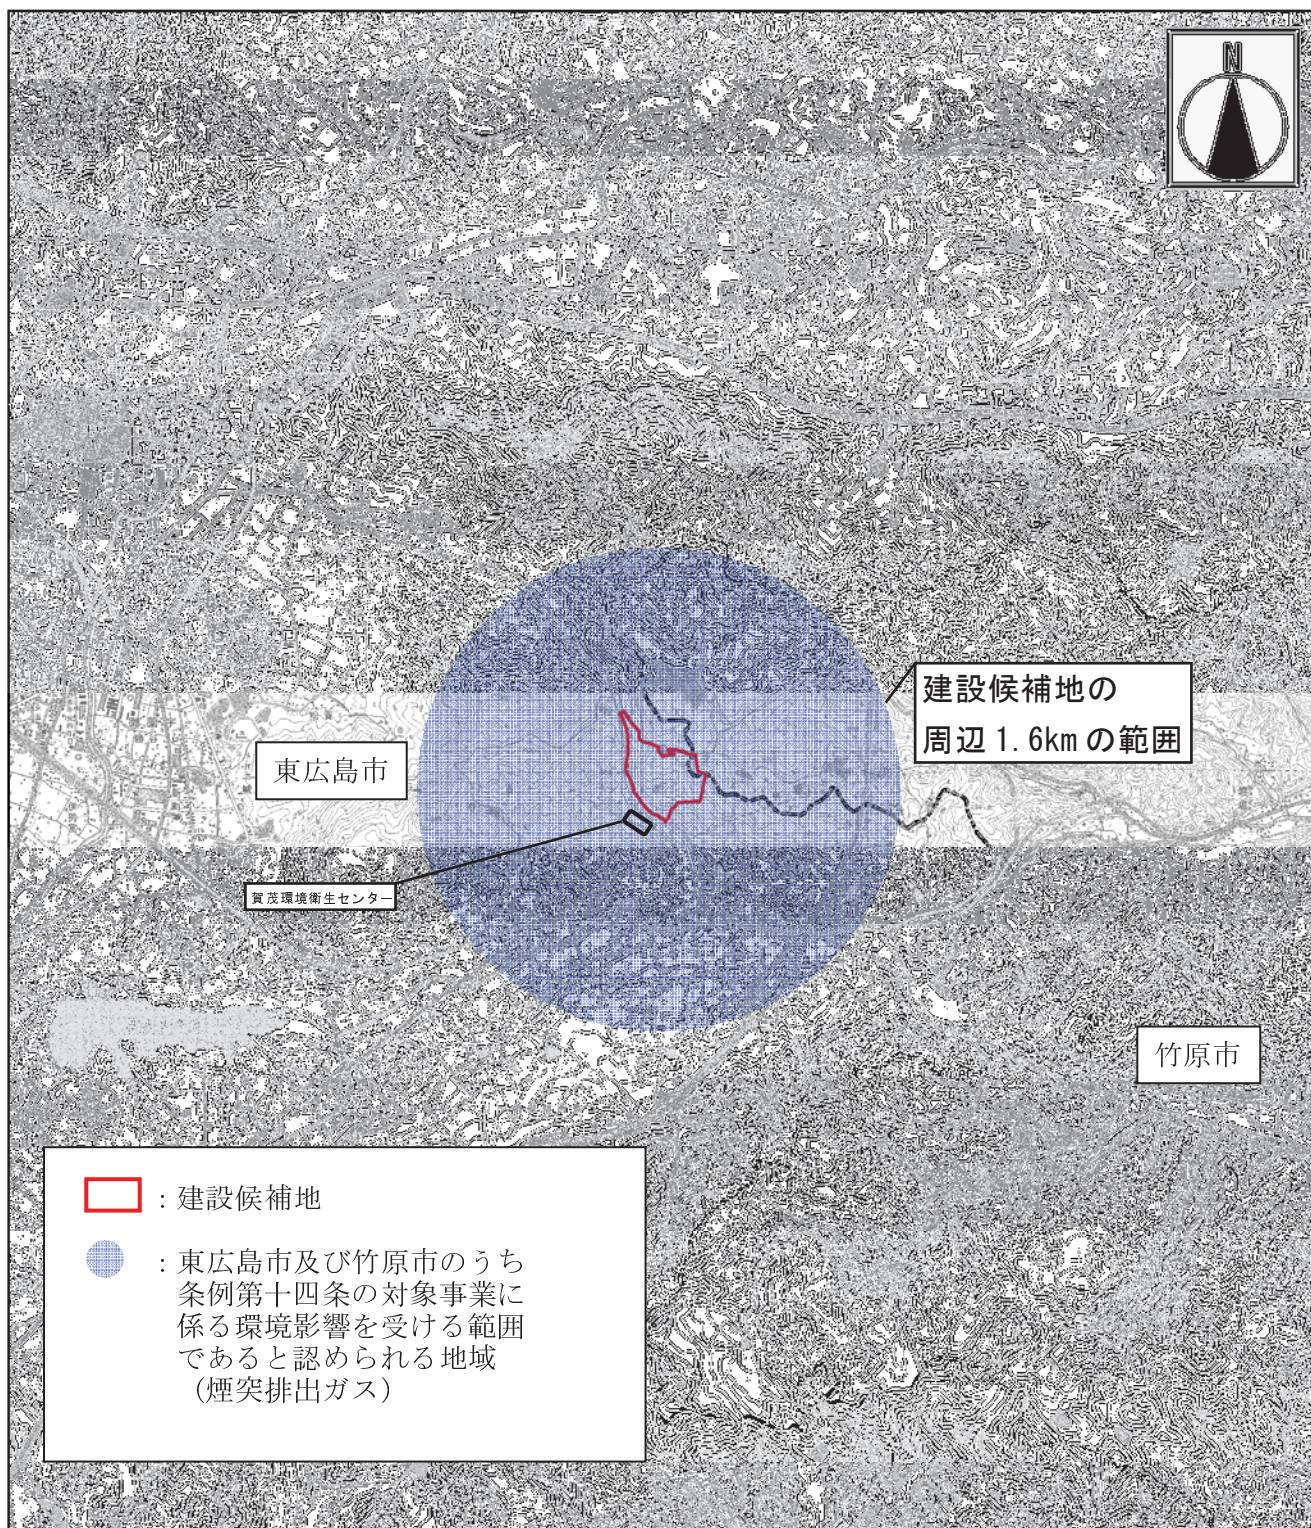 N
建設候補地の
周辺1.6kmの範囲
東広島市
賀茂環境衛生センター
竹原市
：建設候補地
：東広島市及び竹原市のうち
条例第十四条の対象事業に
係る環境影響を受ける範囲
であると認められる地域
（煙突排出ガス）